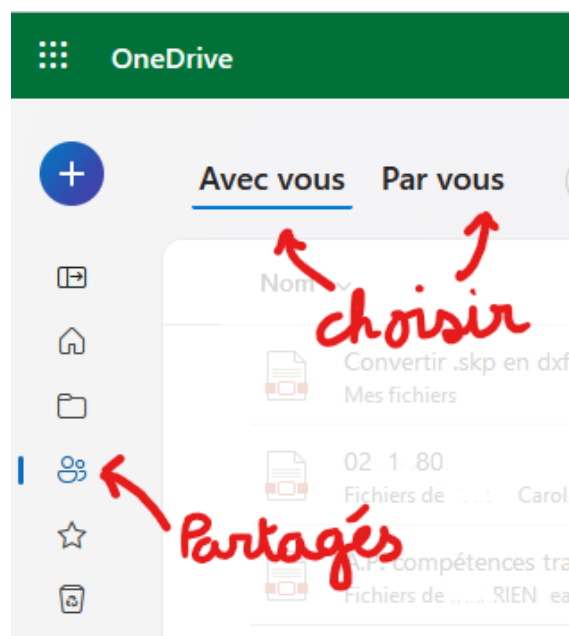 OneDrive
Avec vous Par vous
Nom
choisir
Convertir .skp en dxf
Mes fichiers
02 1 80
Fichiers de Carol
Partagés
A.P. compétences tra
Fichiers de RIEN ea